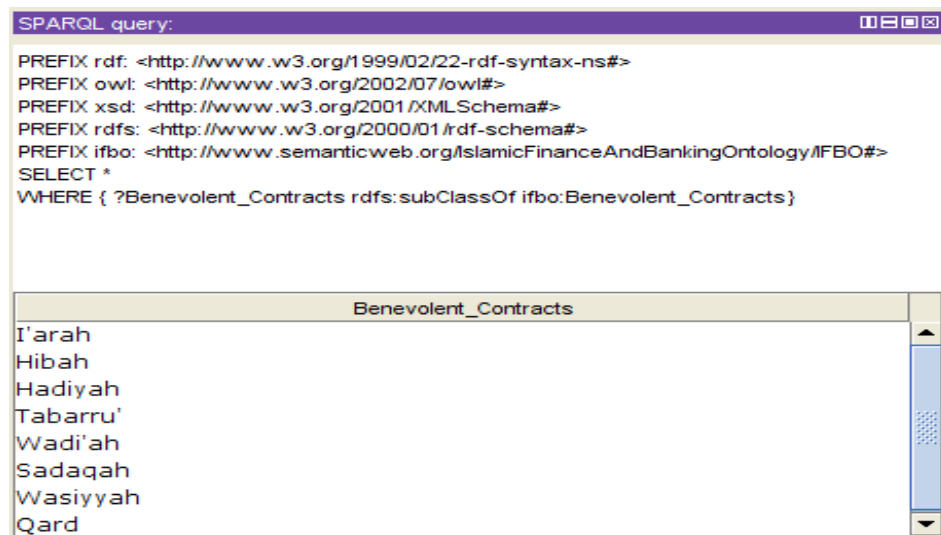 SPARQL query:
PREFIX rdf: <http://www.w3.org/1999/02/22-rdf-syntax-ns#>
PREFIX owl: <http://www.w3.org/2002/07/owl#>
PREFIX xsd: <http://www.w3.org/2001/XMLSchema#>
PREFIX rdfs: <http://www.w3.org/2000/01/rdf-schema#>
PREFIX ifbo: <http://www.semanticweb.org/IslamicFinanceAndBankingOntology/IFBO#>
SELECT *
WHERE { ?Benevolent_Contracts rdfs:subClassOf ifbo:Benevolent_Contracts}
Benevolent_Contracts
I'arah
Hibah
Hadiyah
Tabarru'
Wadi'ah
Sadaqah
Wasiyyah
Qard